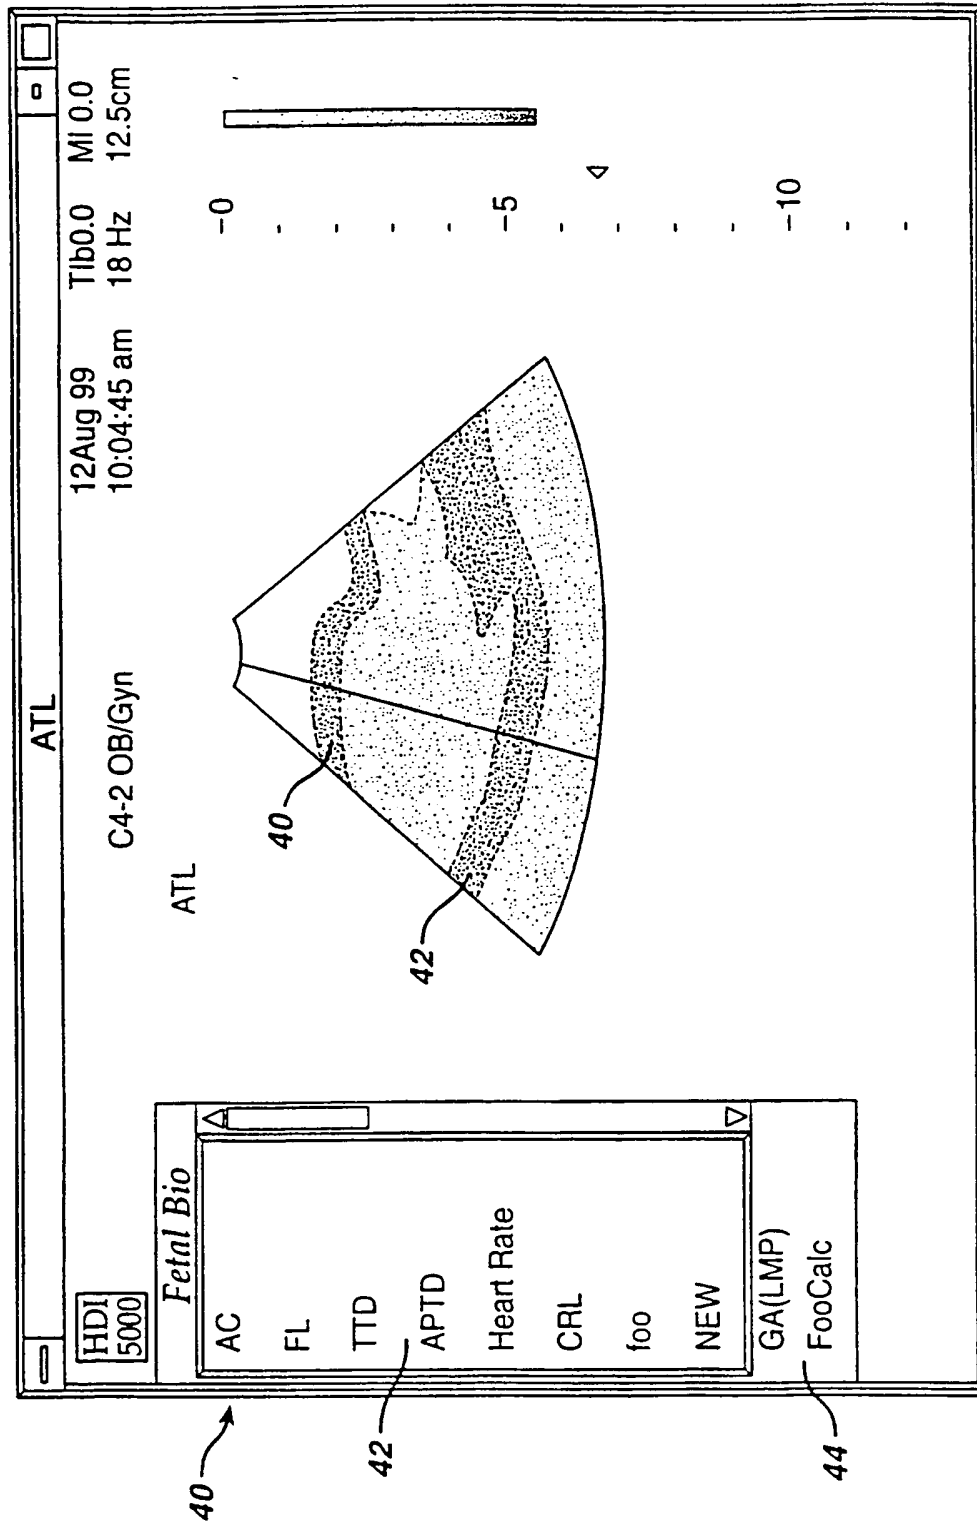 ATL
HDI
5000
12Aug 99 TIb0.0 MI 0.0
10:04:45 am 18 Hz 12.5cm
C4-2 OB/Gyn
ATL
Fetal Bio
AC
FL
TTD
APTD
Heart Rate
CRL
foo
NEW
GA(LMP)
FooCalc
40
42
44
40
42
-0
-5
-10